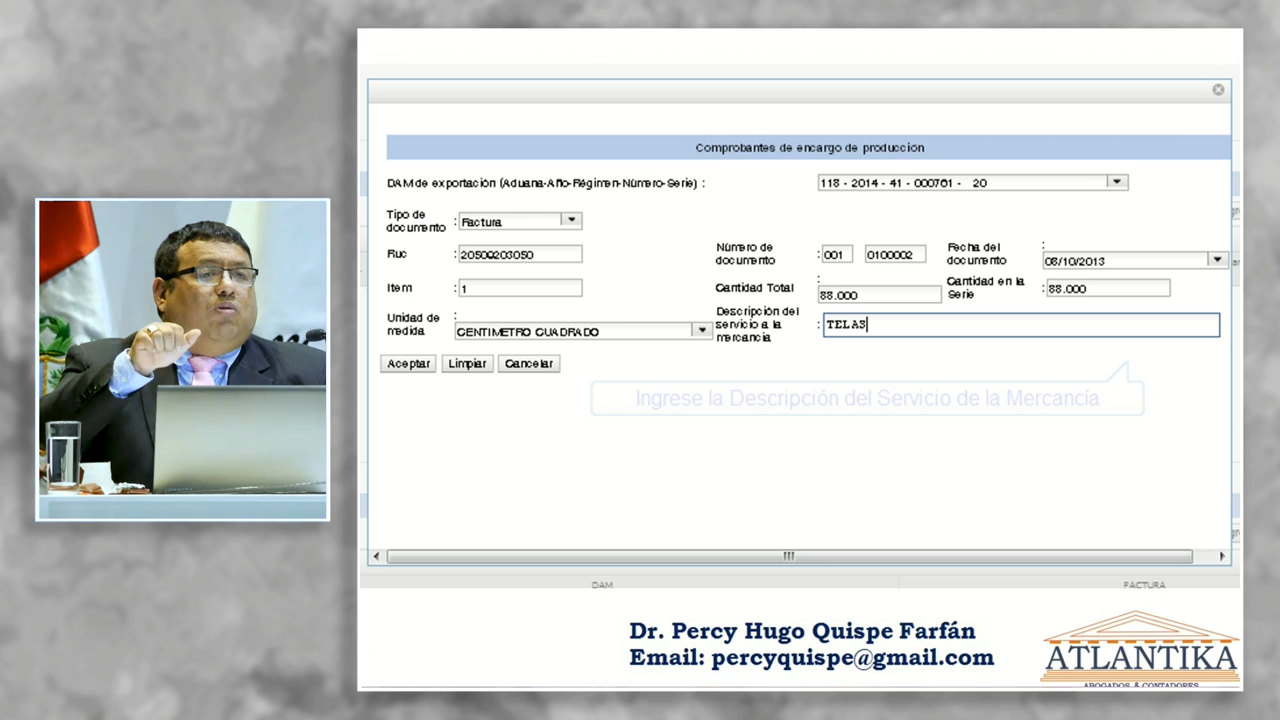 Comprobantes de encargo de producción
DAM de exportación (Aduana-Año-Régimen-Número-Serie) : 118 - 2014 - 41 - 000761 - 20
Tipo de documento : Factura
Ruc : 20500203050
Número de documento : 001 0100002
Fecha del documento : 08/10/2013
Item : 1
Cantidad Total : 88.000
Cantidad en la Serie : 88.000
Unidad de medida : CENTIMETRO CUADRADO
Descripción del servicio a la mercancia : TELAS
Aceptar Limpiar Cancelar
Ingrese la Descripción del Servicio de la Mercancía
DAM FACTURA
Dr. Percy Hugo Quispe Farfán
Email: percyquispe@gmail.com
ATLANTIKA
ABOGADOS & CONTADORES